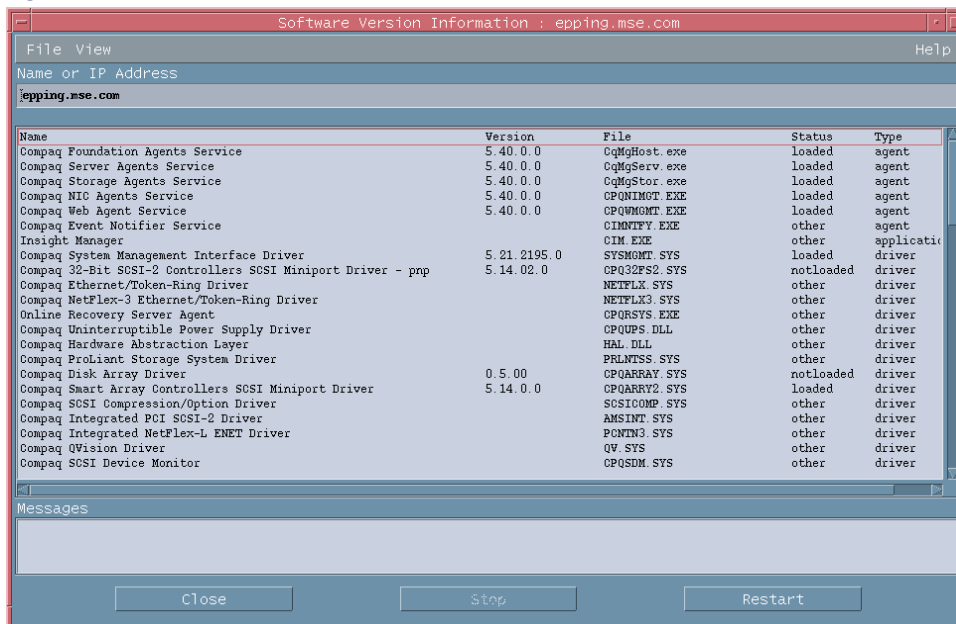 Software Version Information : epping.mse.com
File View Help
Name or IP Address
epping.mse.com
Name Version File Status Type
Compaq Foundation Agents Service 5.40.0.0 CqMgHost.exe loaded agent
Compaq Server Agents Service 5.40.0.0 CqMgServ.exe loaded agent
Compaq Storage Agents Service 5.40.0.0 CqMgStor.exe loaded agent
Compaq NIC Agents Service 5.40.0.0 CPQNIMGT.EXE loaded agent
Compaq Web Agent Service 5.40.0.0 CPQWMGMT.EXE loaded agent
Compaq Event Notifier Service CIMNTFY.EXE other agent
Insight Manager CIM.EXE other applicatio
Compaq System Management Interface Driver 5.21.2195.0 SYSMGMT.SYS loaded driver
Compaq 32-Bit SCSI-2 Controllers SCSI Miniport Driver - pnp 5.14.02.0 CPQ32FS2.SYS notloaded driver
Compaq Ethernet/Token-Ring Driver NETFLX.SYS other driver
Compaq NetFlex-3 Ethernet/Token-Ring Driver NETFLX3.SYS other driver
Online Recovery Server Agent CPQRSYS.EXE other driver
Compaq Uninterruptible Power Supply Driver CPQUPS.DLL other driver
Compaq Hardware Abstraction Layer HAL.DLL other driver
Compaq ProLiant Storage System Driver PRLNTSS.SYS other driver
Compaq Disk Array Driver 0.5.00 CPQARRAY.SYS notloaded driver
Compaq Smart Array Controllers SCSI Miniport Driver 5.14.0.0 CPQARRY2.SYS loaded driver
Compaq SCSI Compression/Option Driver SCSICOMP.SYS other driver
Compaq Integrated PCI SCSI-2 Driver AMSINT.SYS other driver
Compaq Integrated NetFlex-L ENET Driver PCNTN3.SYS other driver
Compaq QVision Driver QV.SYS other driver
Compaq SCSI Device Monitor CPQSDM.SYS other driver
Messages
Close Stop Restart